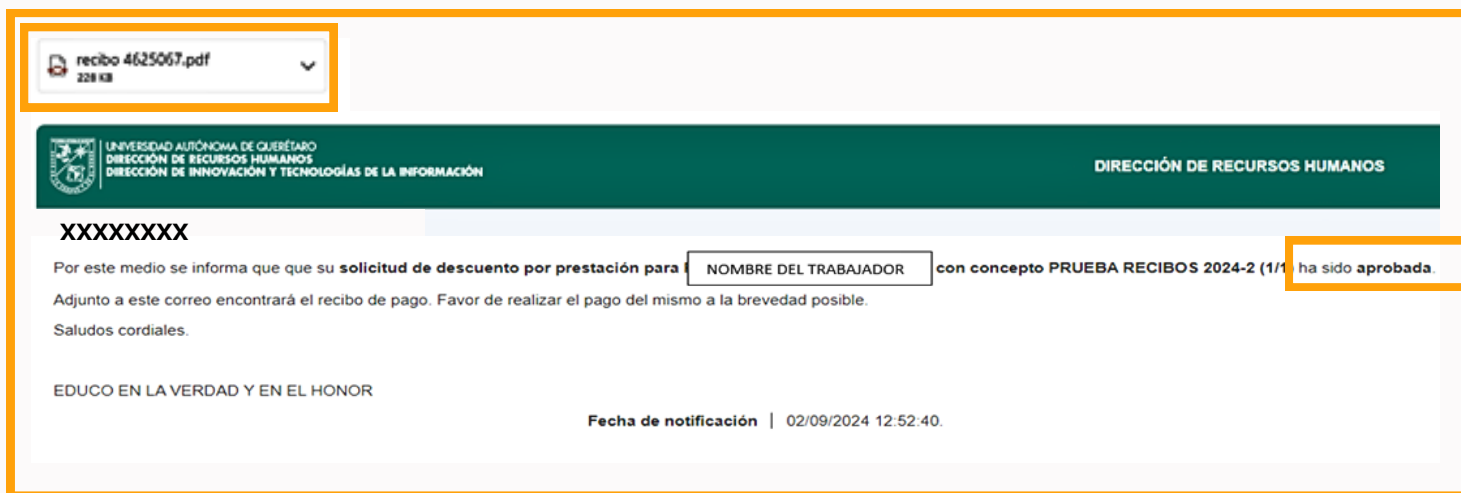 recibo 4625067.pdf
228 KB
UNIVERSIDAD AUTÓNOMA DE QUERÉTARO
DIRECCIÓN DE RECURSOS HUMANOS
DIRECCIÓN DE INNOVACIÓN Y TECNOLOGÍAS DE LA INFORMACIÓN
DIRECCIÓN DE RECURSOS HUMANOS
XXXXXXXX
Por este medio se informa que que su solicitud de descuento por prestación para NOMBRE DEL TRABAJADOR con concepto PRUEBA RECIBOS 2024-2 (1/1) ha sido aprobada.
Adjunto a este correo encontrará el recibo de pago. Favor de realizar el pago del mismo a la brevedad posible.
Saludos cordiales.
EDUCO EN LA VERDAD Y EN EL HONOR
Fecha de notificación | 02/09/2024 12:52:40.